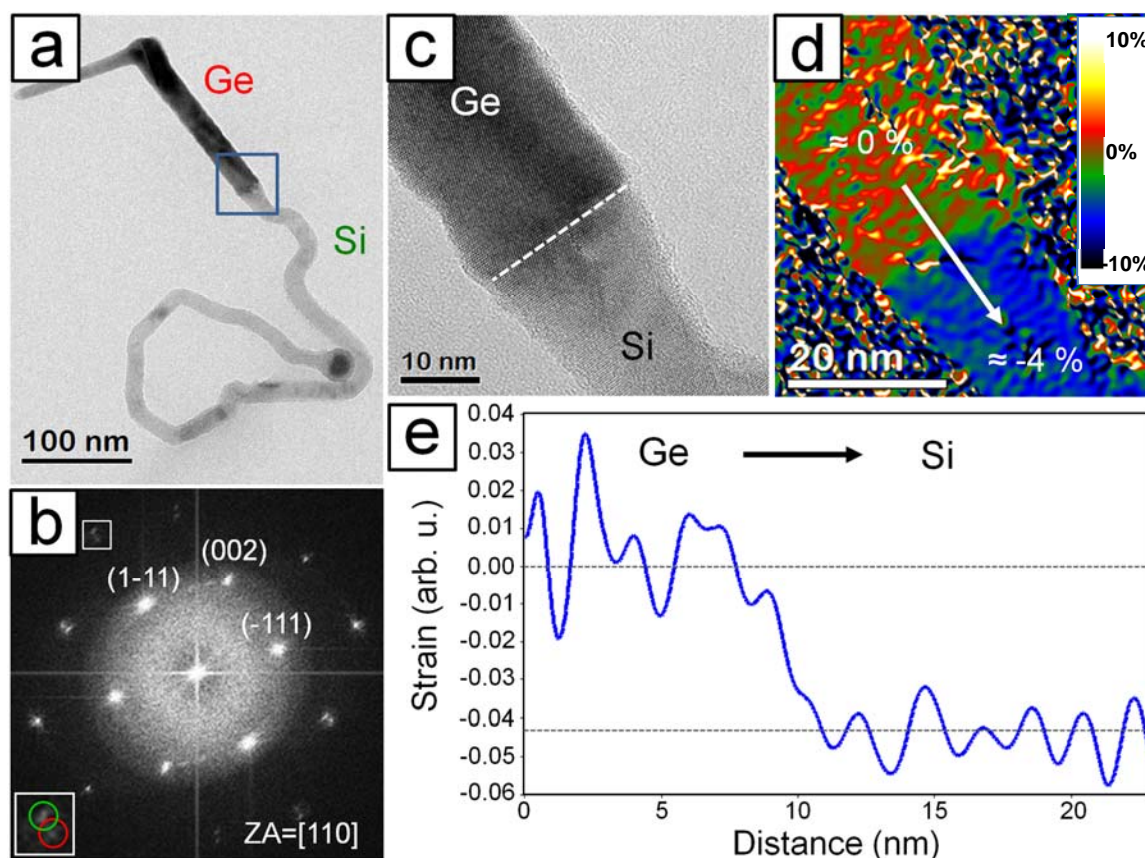 a
Ge
Si
100 nm
b
(1-11)
(002)
(-111)
ZA=[110]
c
Ge
Si
10 nm
d
≈ 0 %
≈ -4 %
20 nm
10%
0%
-10%
e
Ge
Si
0.04
0.03
0.01
0.00
-0.01
-0.02
-0.03
-0.04
-0.05
-0.06
Strain (arb. u.)
0 5 10 15 20
Distance (nm)